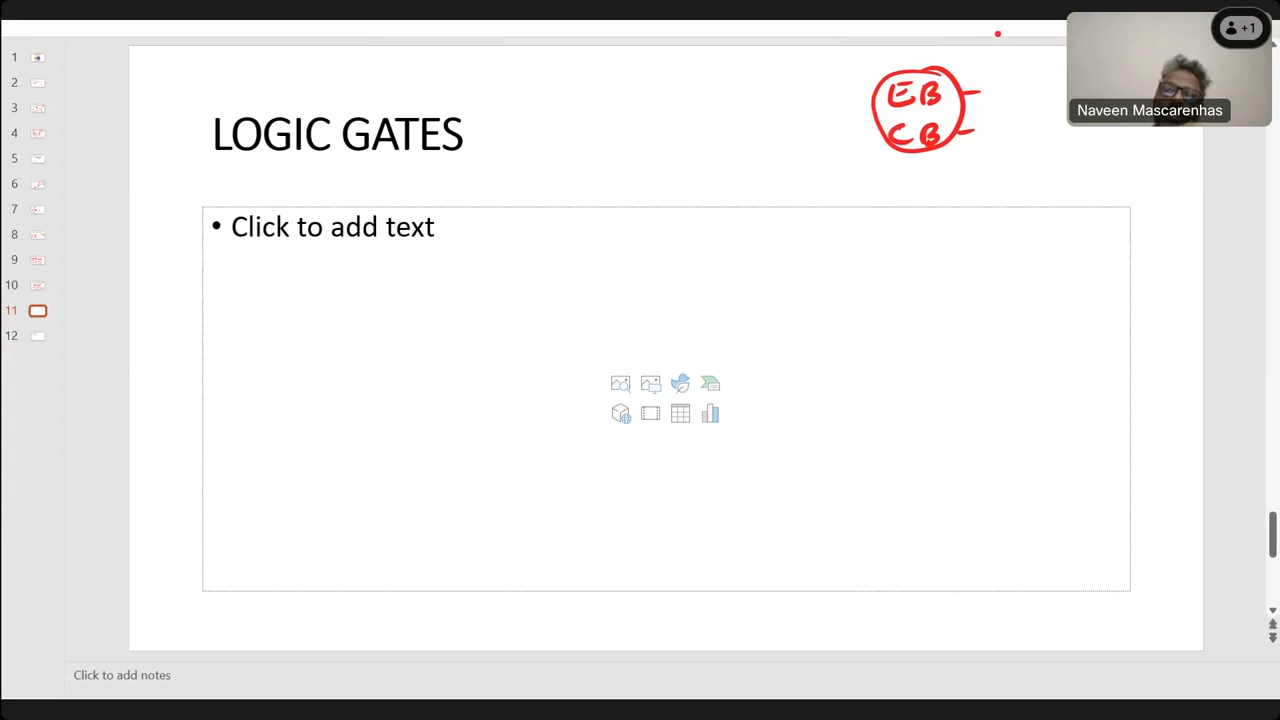 1
2
3
4
5
6
7
8
9
10
11
12
LOGIC GATES
EB
CB
+1
Naveen Mascarenhas
• Click to add text
Click to add notes